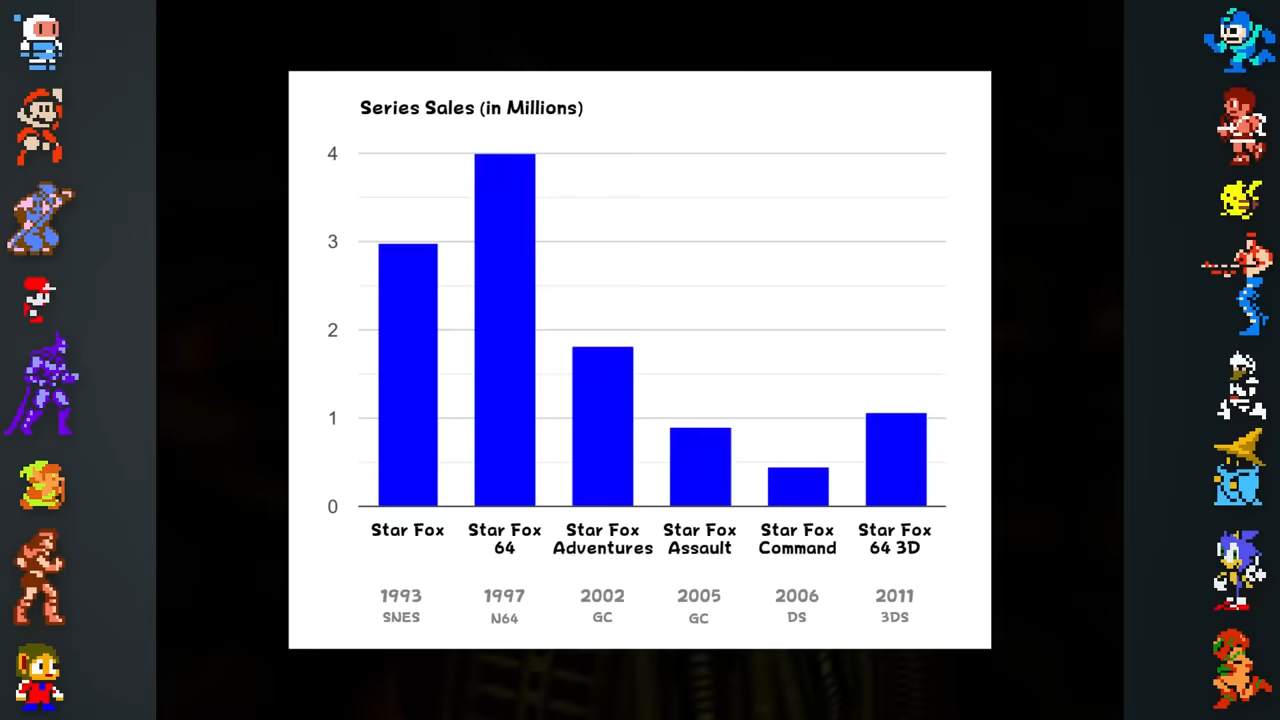 Series Sales (in Millions)
4
3
2
1
0
Star Fox
Star Fox 64
Star Fox Adventures
Star Fox Assault
Star Fox Command
Star Fox 64 3D
1993 1997 2002 2005 2006 2011
SNES N64 GC GC DS 3DS